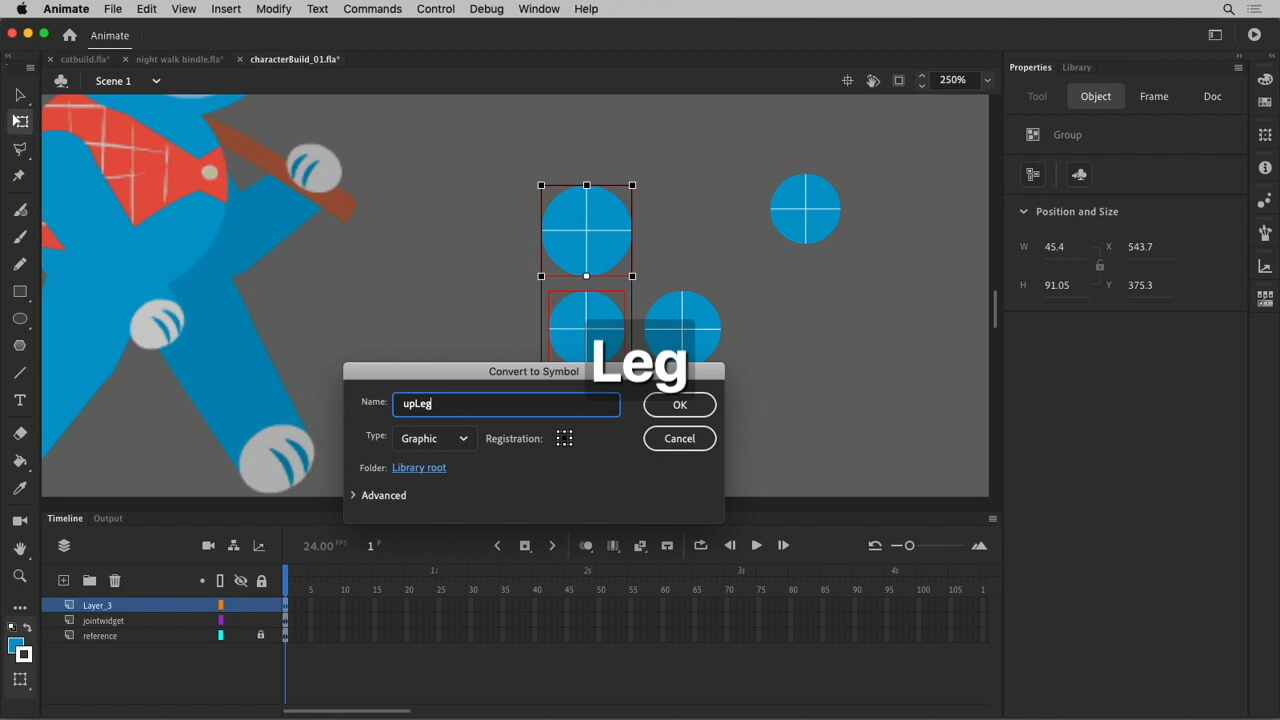 Animate File Edit View Insert Modify Text Commands Control Debug Window Help
Animate
catbuild.fla* night walk bindle.fla* characterBuild_01.fla*
Scene 1
250%
Properties Library
Tool Object Frame Doc
Group
Position and Size
W 45.4 X 543.7
H 91.05 Y 375.3
Leg
Convert to Symbol
Name: upLeg
OK
Type: Graphic Registration:
Cancel
Folder: Library root
Advanced
Timeline Output
24.00 FPS 1 F
1s 2s 3s 4s
5 10 15 20 25 30 35 40 45 50 55 60 65 70 75 80 85 90 95 100 105 1
Layer_3
jointwidget
reference